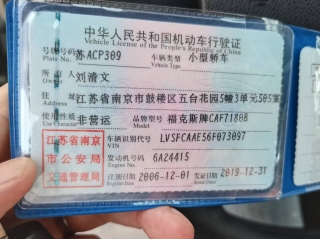 中华人民共和国机动车行驶证
Vehicle License of the People's Republic of China
号牌号码 苏ACP309 车辆类型 小型轿车
Plate No. Vehicle Type
所有人 刘清文
Owner
住址 江苏省南京市鼓楼区五台花园5幢3单元505室
Address
使用性质 非营运 品牌型号 福克斯牌CAF7180B
Use Character Model
江苏省南京市公安局交通管理局
车辆识别代号 LVSFCAAE56F073097
VIN
发动机号码 6A24415
Engine No.
注册日期 2006-12-01 发证日期 2019-12-31
Register Date Issue Date